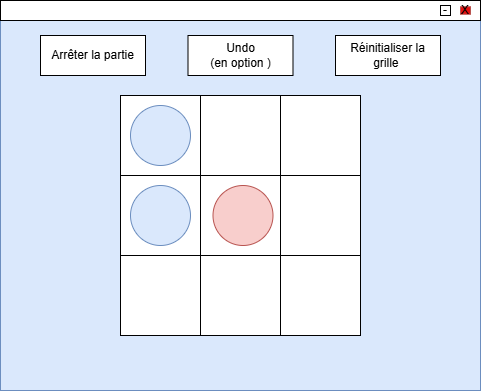 - X
Arrêter la partie
Undo
(en option )
Réinitialiser la
grille